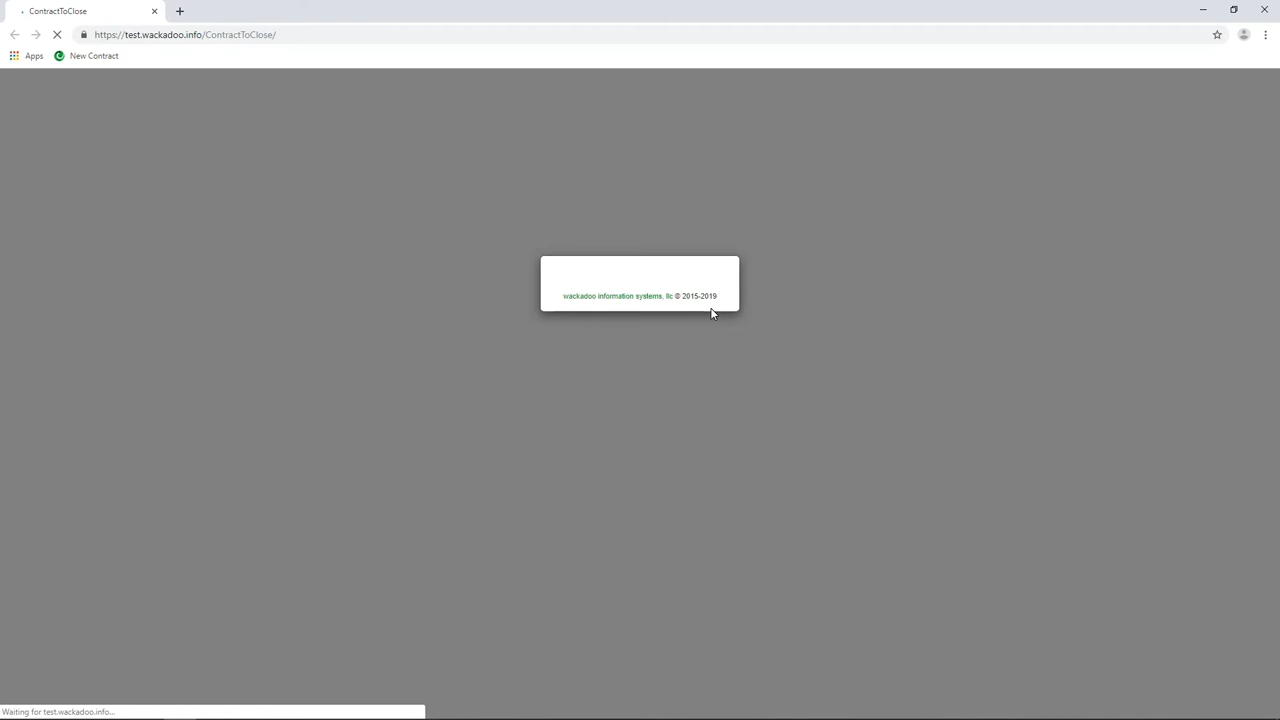 ContractToClose
https://test.wackadoo.info/ContractToClose/
Apps
New Contract
wackadoo information systems, llc © 2015-2019
Waiting for test.wackadoo.info...